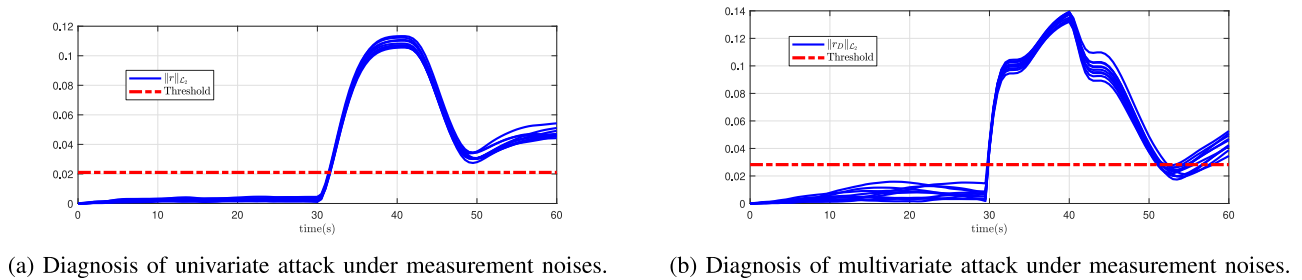 0.12
0.1
0.08
0.06
0.04
0.02
0
‖r‖_{𝓛₂}
Threshold
0 10 20 30 40 50 60
time(s)
(a) Diagnosis of univariate attack under measurement noises.
0.14
0.12
0.1
0.08
0.06
0.04
0.02
0
‖r_D‖_{𝓛₂}
Threshold
0 10 20 30 40 50 60
time(s)
(b) Diagnosis of multivariate attack under measurement noises.